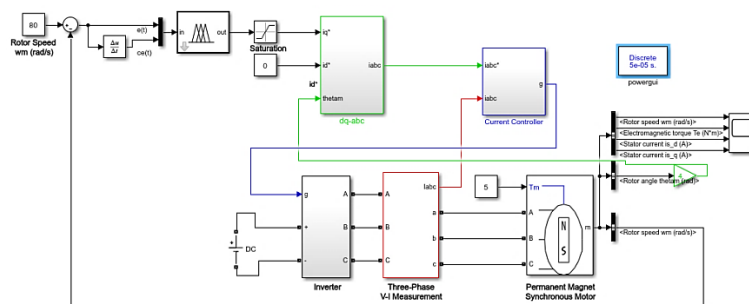 80
Rotor Speed
wm (rad/s)
e(t)
ce(t)
Δu
Δt
in
out
Saturation
0
id*
iq*
id*
thetam
iabc
dq-abc
iabc*
iabc
g
Current Controller
Discrete
5e-05 s.
powergui
<Rotor speed wm (rad/s)>
<Electromagnetic torque Te (N*m)>
<Stator current is_d (A)>
<Stator current is_q (A)>
<Rotor angle thetam (rad)>
<Rotor speed wm (rad/s)>
DC
g
+
-
A
B
C
Inverter
A
B
C
Iabc
a
b
c
Three-Phase
V-I Measurement
5
Tm
A
B
C
N
S
m
Permanent Magnet
Synchronous Motor